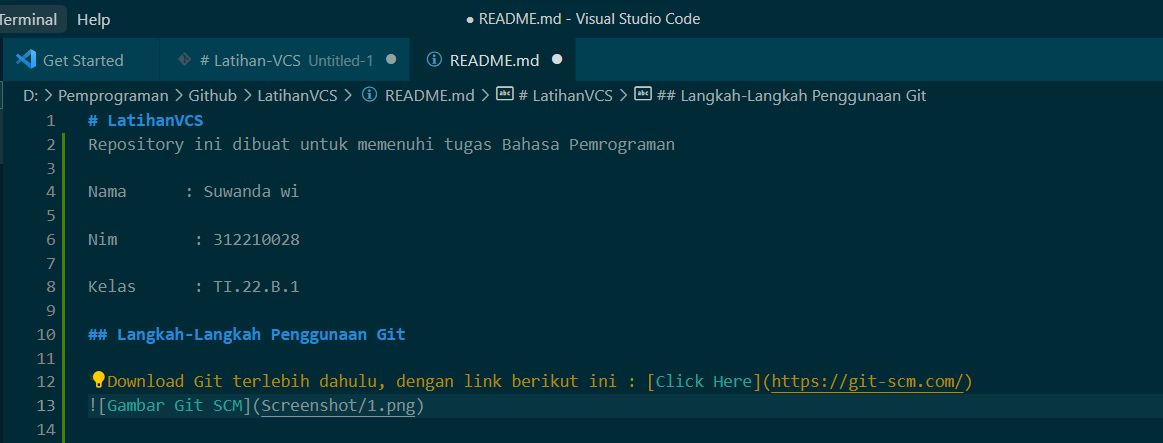 Terminal Help ● README.md - Visual Studio Code
Get Started # Latihan-VCS Untitled-1 ● README.md ●
D: > Pemprograman > Github > LatihanVCS > README.md > # LatihanVCS > ## Langkah-Langkah Penggunaan Git
1 # LatihanVCS
2 Repository ini dibuat untuk memenuhi tugas Bahasa Pemrograman
3
4 Nama : Suwanda wi
5
6 Nim : 312210028
7
8 Kelas : TI.22.B.1
9
10 ## Langkah-Langkah Penggunaan Git
11
12 Download Git terlebih dahulu, dengan link berikut ini : [Click Here](https://git-scm.com/)
13 ![Gambar Git SCM](Screenshot/1.png)
14